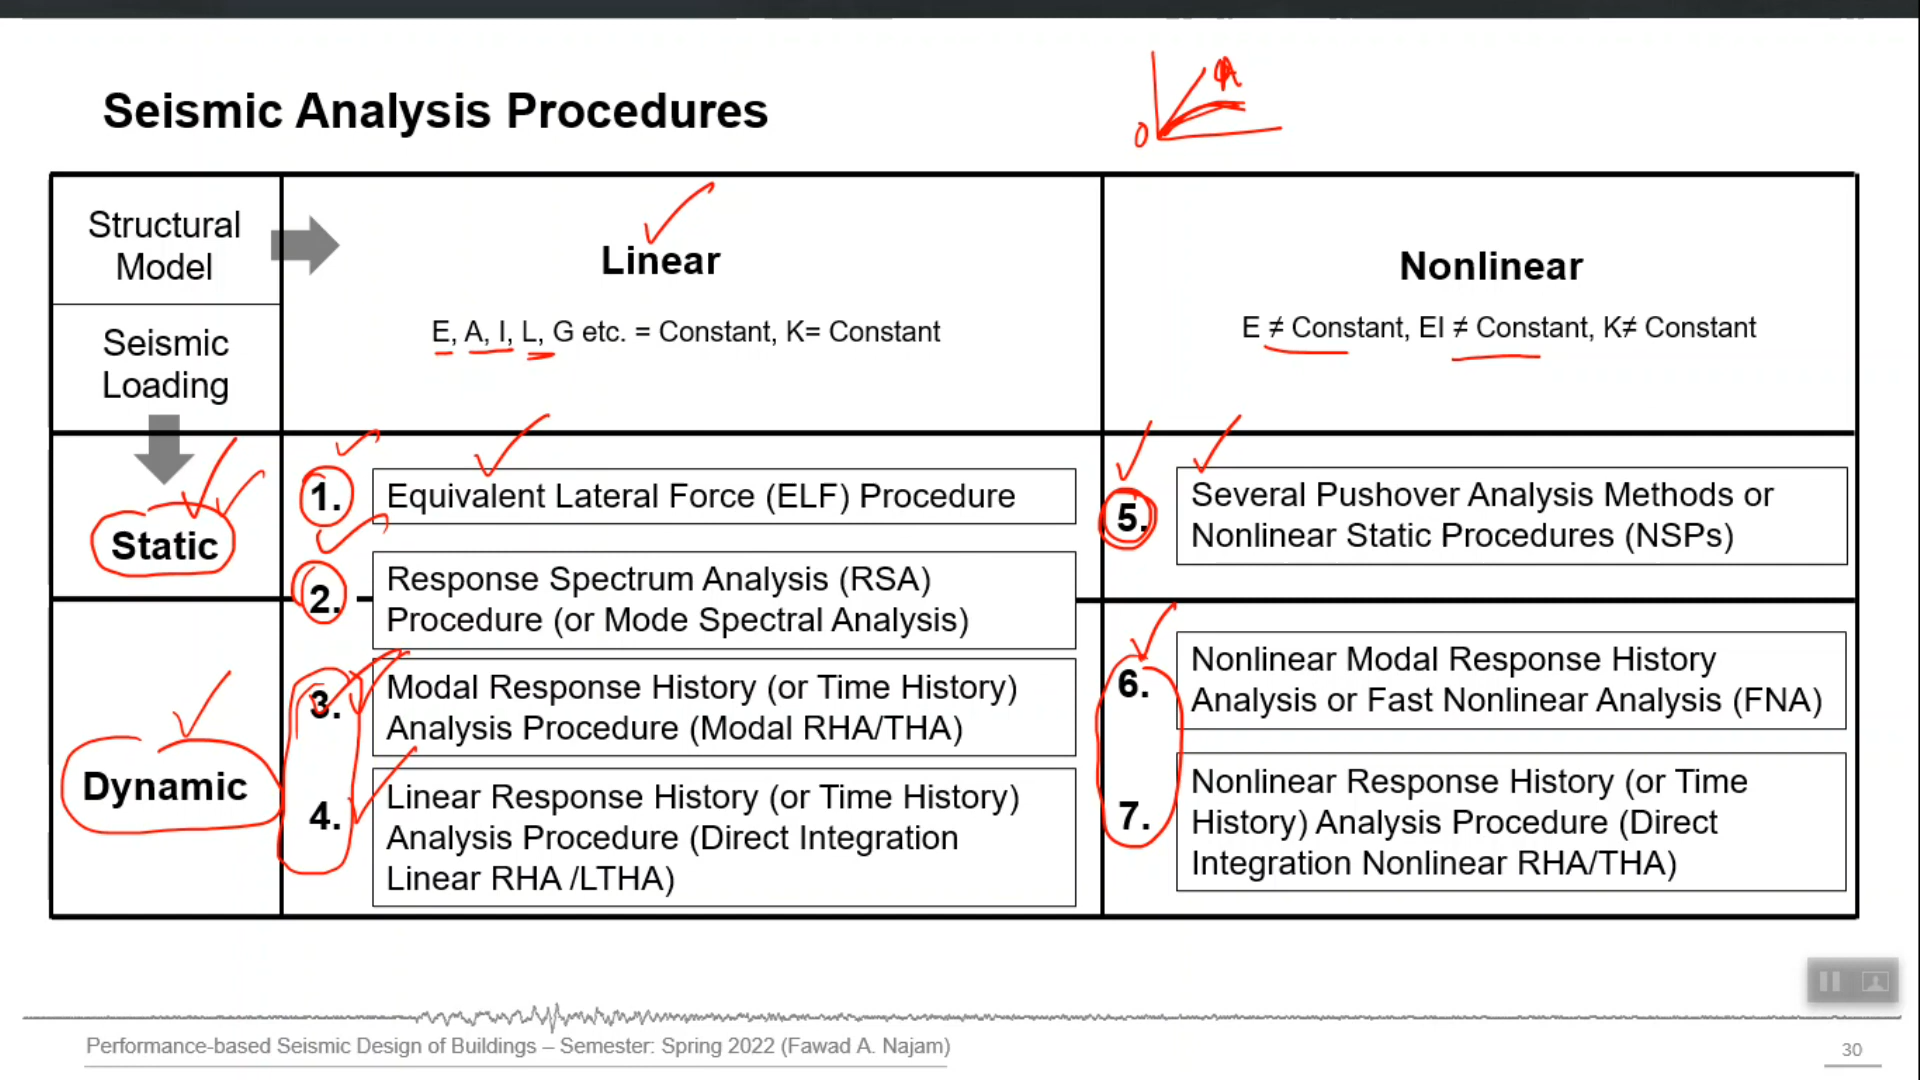 Seismic Analysis Procedures
0
Structural
Model
Linear
Nonlinear
E, A, I, L, G etc. = Constant, K= Constant
E ≠ Constant, EI ≠ Constant, K≠ Constant
Seismic
Loading
Static
1. Equivalent Lateral Force (ELF) Procedure
2. Response Spectrum Analysis (RSA)
Procedure (or Mode Spectral Analysis)
5. Several Pushover Analysis Methods or
Nonlinear Static Procedures (NSPs)
Dynamic
3. Modal Response History (or Time History)
Analysis Procedure (Modal RHA/THA)
4. Linear Response History (or Time History)
Analysis Procedure (Direct Integration
Linear RHA /LTHA)
6. Nonlinear Modal Response History
Analysis or Fast Nonlinear Analysis (FNA)
7. Nonlinear Response History (or Time
History) Analysis Procedure (Direct
Integration Nonlinear RHA/THA)
Performance-based Seismic Design of Buildings – Semester: Spring 2022 (Fawad A. Najam)
30